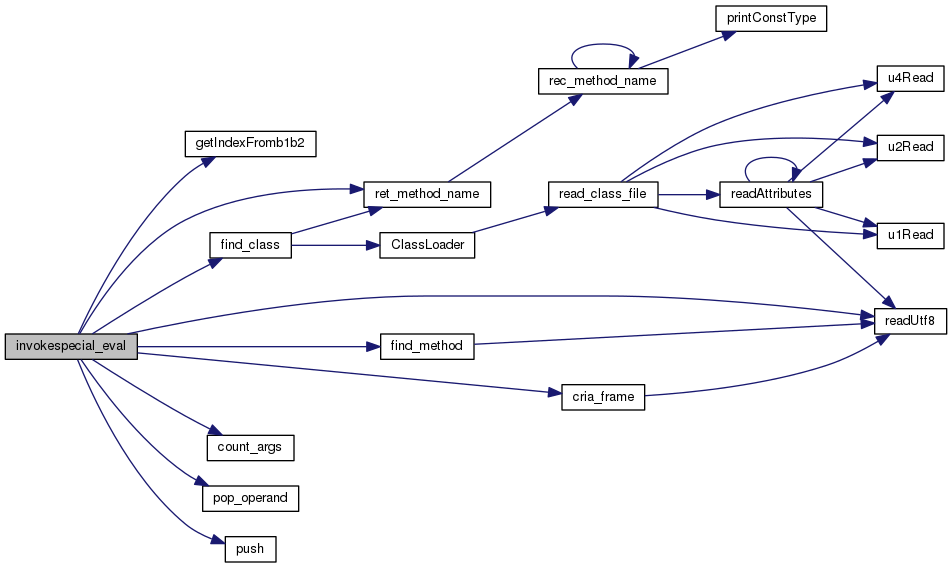 printConstType
rec_method_name
u4Read
getIndexFromb1b2
u2Read
ret_method_name
read_class_file
readAttributes
u1Read
find_class
ClassLoader
readUtf8
invokespecial_eval
find_method
cria_frame
count_args
pop_operand
push